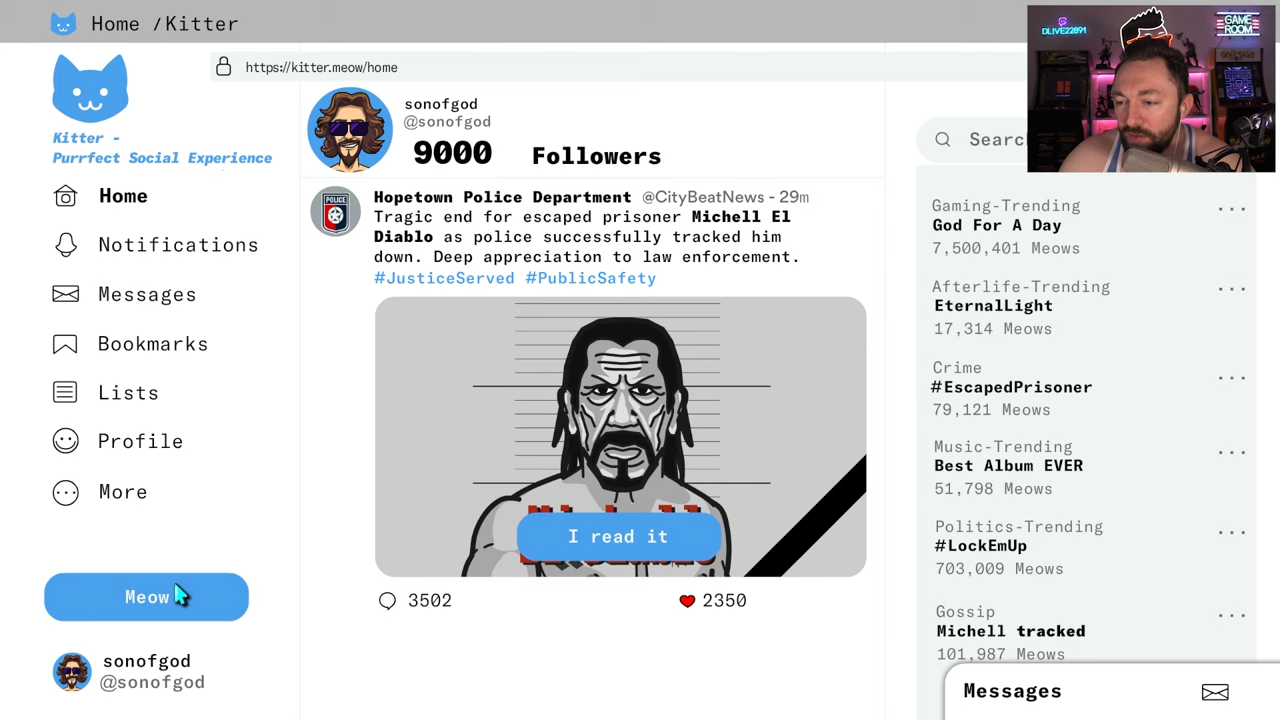 Home /Kitter
https://kitter.meow/home
Kitter -
Purrfect Social Experience
Home
Notifications
Messages
Bookmarks
Lists
Profile
More
Meow
sonofgod
@sonofgod
sonofgod
@sonofgod
9000 Followers
POLICE
Hopetown Police Department @CityBeatNews - 29m
Tragic end for escaped prisoner Michell El
Diablo as police successfully tracked him
down. Deep appreciation to law enforcement.
#JusticeServed #PublicSafety
I read it
3502
2350
Gaming-Trending
...
God For A Day
7,500,401 Meows
Afterlife-Trending
...
EternalLight
17,314 Meows
Crime
...
#EscapedPrisoner
79,121 Meows
Music-Trending
...
Best Album EVER
51,798 Meows
Politics-Trending
...
#LockEmUp
703,009 Meows
Gossip
...
Michell tracked
101,987 Meows
Messages
DLIVE22891
GAME
ROOM